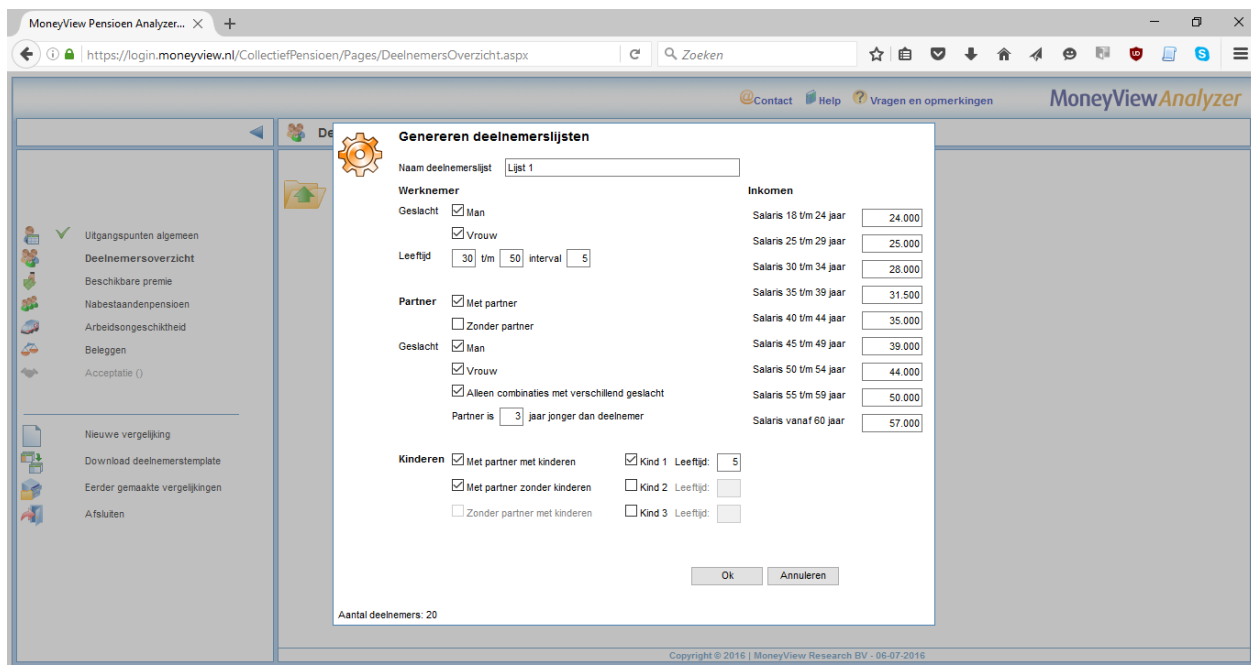 MoneyView Pensioen Analyzer...
https://login.moneyview.nl/CollectiefPensioen/Pages/DeelnemersOverzicht.aspx
Zoeken
Contact Help Vragen en opmerkingen MoneyViewAnalyzer
De
Uitgangspunten algemeen
Deelnemersoverzicht
Beschikbare premie
Nabestaandenpensioen
Arbeidsongeschiktheid
Beleggen
Acceptatie ()
Nieuwe vergelijking
Download deelnemerstemplate
Eerder gemaakte vergelijkingen
Afsluiten
Genereren deelnemerslijsten
Naam deelnemerslijst Lijst 1
Werknemer
Geslacht Man
Vrouw
Leeftijd 30 t/m 50 interval 5
Partner Met partner
Zonder partner
Geslacht Man
Vrouw
Alleen combinaties met verschillend geslacht
Partner is 3 jaar jonger dan deelnemer
Inkomen
Salaris 18 t/m 24 jaar 24.000
Salaris 25 t/m 29 jaar 25.000
Salaris 30 t/m 34 jaar 28.000
Salaris 35 t/m 39 jaar 31.500
Salaris 40 t/m 44 jaar 35.000
Salaris 45 t/m 49 jaar 39.000
Salaris 50 t/m 54 jaar 44.000
Salaris 55 t/m 59 jaar 50.000
Salaris vanaf 60 jaar 57.000
Kinderen Met partner met kinderen Kind 1 Leeftijd: 5
Met partner zonder kinderen Kind 2 Leeftijd:
Zonder partner met kinderen Kind 3 Leeftijd:
Ok Annuleren
Aantal deelnemers: 20
Copyright © 2016 | MoneyView Research BV - 06-07-2016